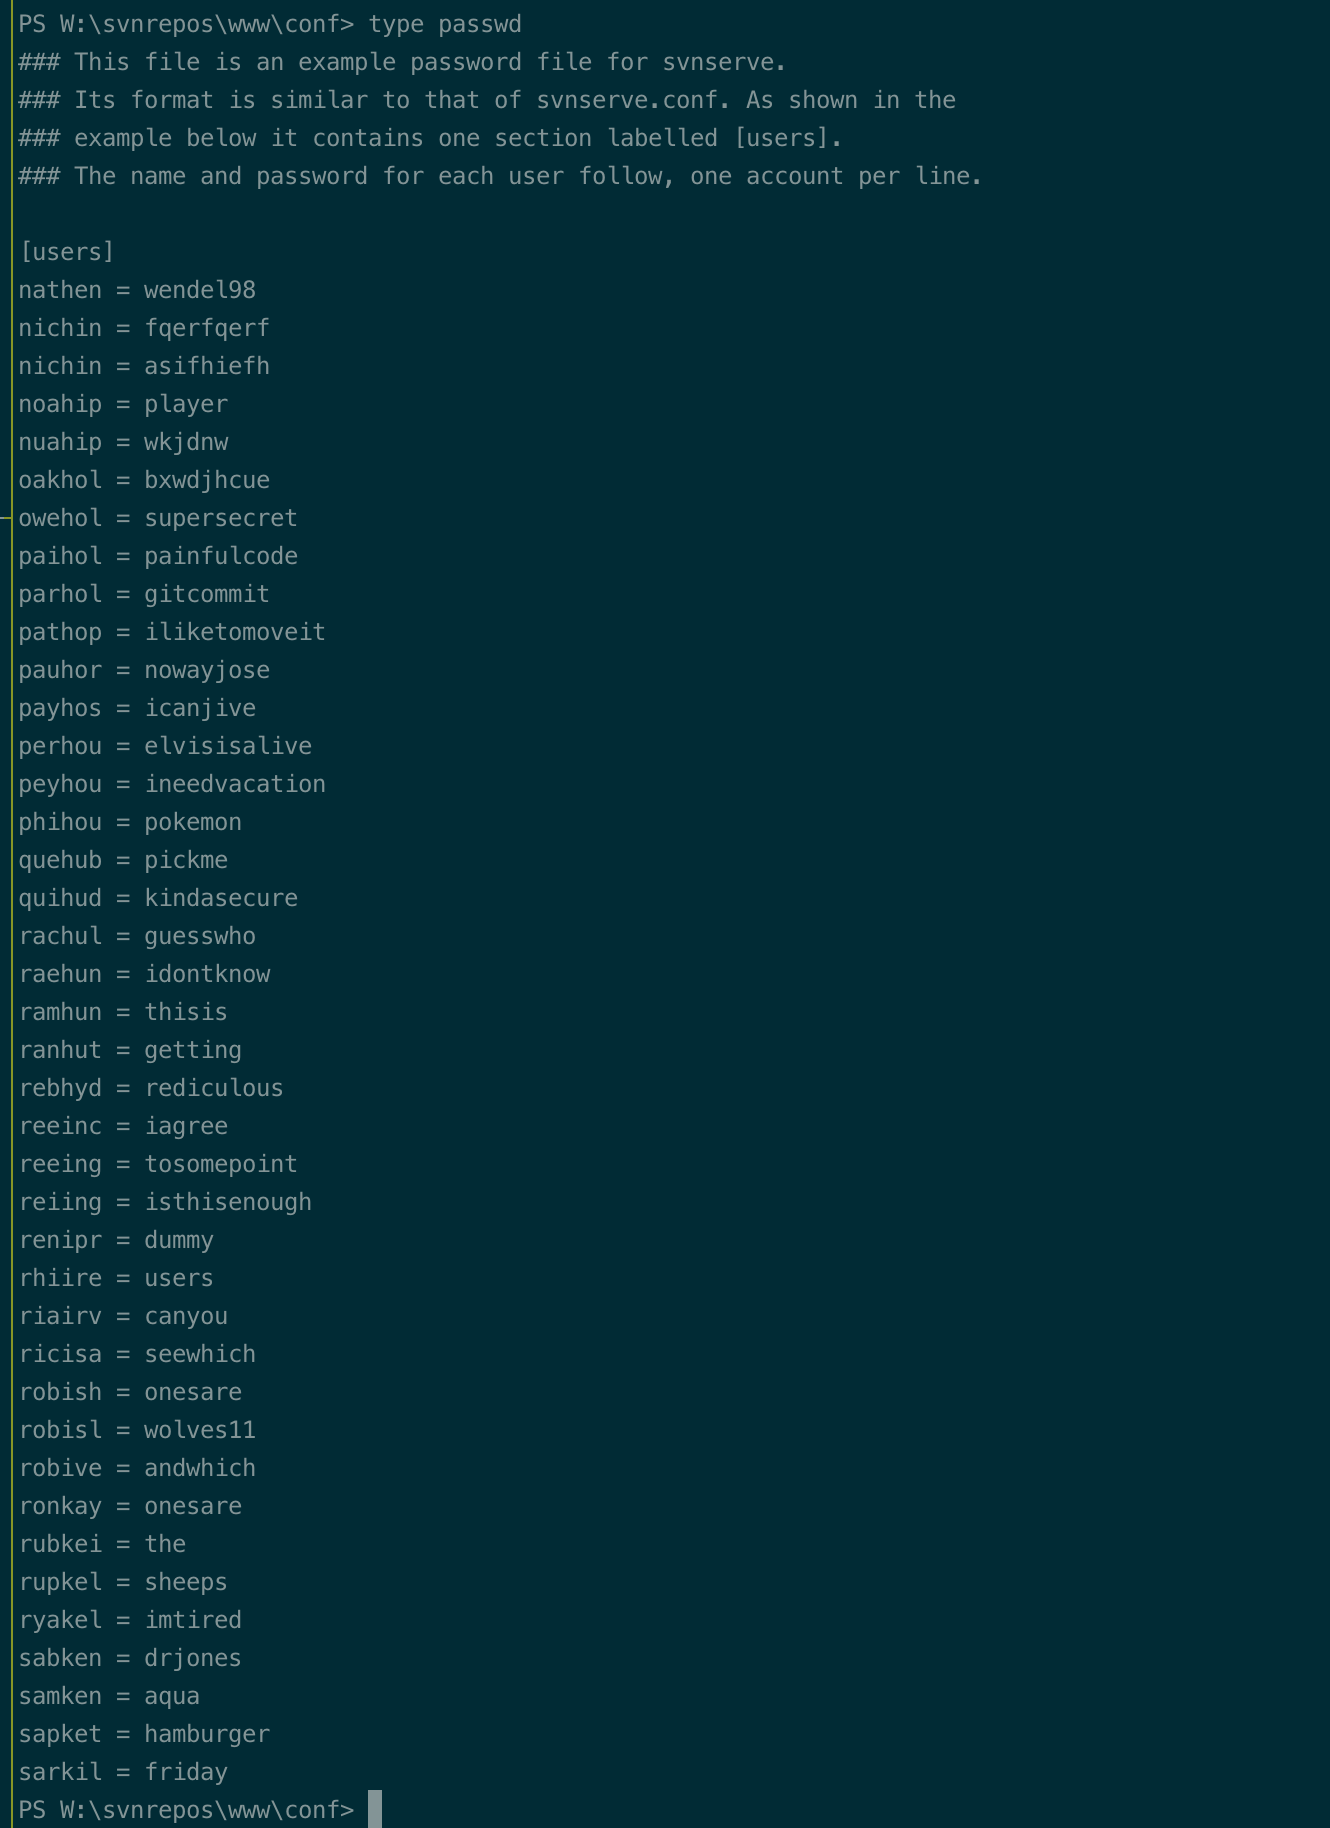 PS W:\svnrepos\www\conf> type passwd
### This file is an example password file for svnserve.
### Its format is similar to that of svnserve.conf. As shown in the
### example below it contains one section labelled [users].
### The name and password for each user follow, one account per line.
[users]
nathen = wendel98
nichin = fqerfqerf
nichin = asifhiefh
noahip = player
nuahip = wkjdnw
oakhol = bxwdjhcue
owehol = supersecret
paihol = painfulcode
parhol = gitcommit
pathop = iliketomoveit
pauhor = nowayjose
payhos = icanjive
perhou = elvisisalive
peyhou = ineedvacation
phihou = pokemon
quehub = pickme
quihud = kindasecure
rachul = guesswho
raehun = idontknow
ramhun = thisis
ranhut = getting
rebhyd = rediculous
reeinc = iagree
reeing = tosomepoint
reiing = isthisenough
renipr = dummy
rhiire = users
riairv = canyou
ricisa = seewhich
robish = onesare
robisl = wolves11
robive = andwhich
ronkay = onesare
rubkei = the
rupkel = sheeps
ryakel = imtired
sabken = drjones
samken = aqua
sapket = hamburger
sarkil = friday
PS W:\svnrepos\www\conf>